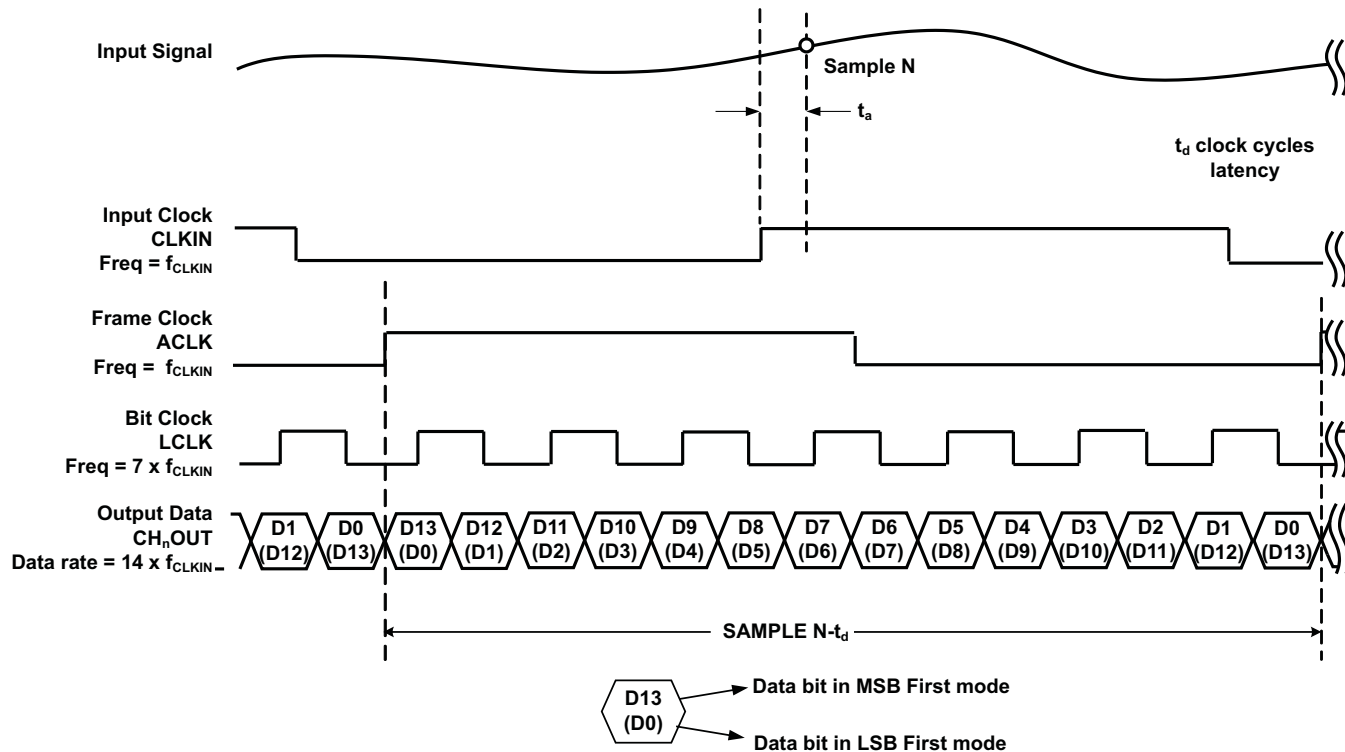 Input Signal
Sample N
tₐ
t_d clock cycles
latency
Input Clock
CLKIN
Freq = f_CLKIN
Frame Clock
ACLK
Freq = f_CLKIN
Bit Clock
LCLK
Freq = 7 x f_CLKIN
Output Data
CHₙOUT
Data rate = 14 x f_CLKIN
D1 D0 D13 D12 D11 D10 D9 D8 D7 D6 D5 D4 D3 D2 D1 D0
(D12) (D13) (D0) (D1) (D2) (D3) (D4) (D5) (D6) (D7) (D8) (D9) (D10) (D11) (D12) (D13)
SAMPLE N-t_d
D13
(D0)
Data bit in MSB First mode
Data bit in LSB First mode